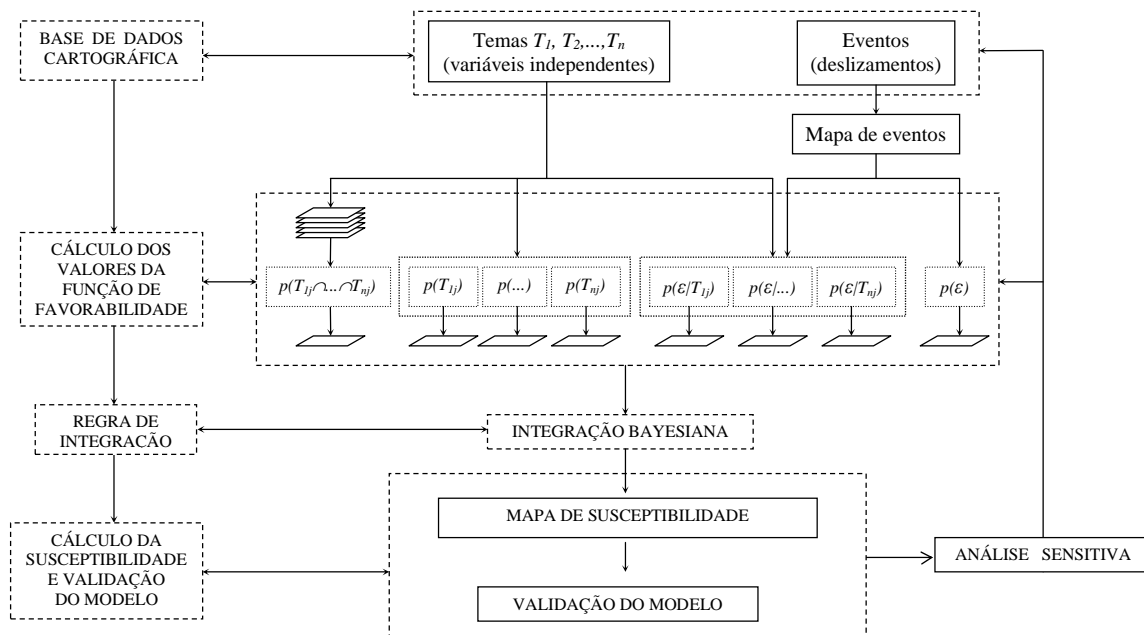 BASE DE DADOS
CARTOGRÁFICA
Temas T1, T2,...,Tn
(variáveis independentes)
Eventos
(deslizamentos)
Mapa de eventos
CÁLCULO DOS
VALORES DA
FUNÇÃO DE
FAVORABILIDADE
p(T1j∩...∩Tnj)
p(T1j)
p(...)
p(Tnj)
p(ε/T1j)
p(ε/...)
p(ε/Tnj)
p(ε)
REGRA DE
INTEGRACÃO
INTEGRAÇÃO BAYESIANA
CÁLCULO DA
SUSCEPTIBILIDADE
E VALIDAÇÃO
DO MODELO
MAPA DE SUSCEPTIBILIDADE
VALIDAÇÃO DO MODELO
ANÁLISE SENSITIVA